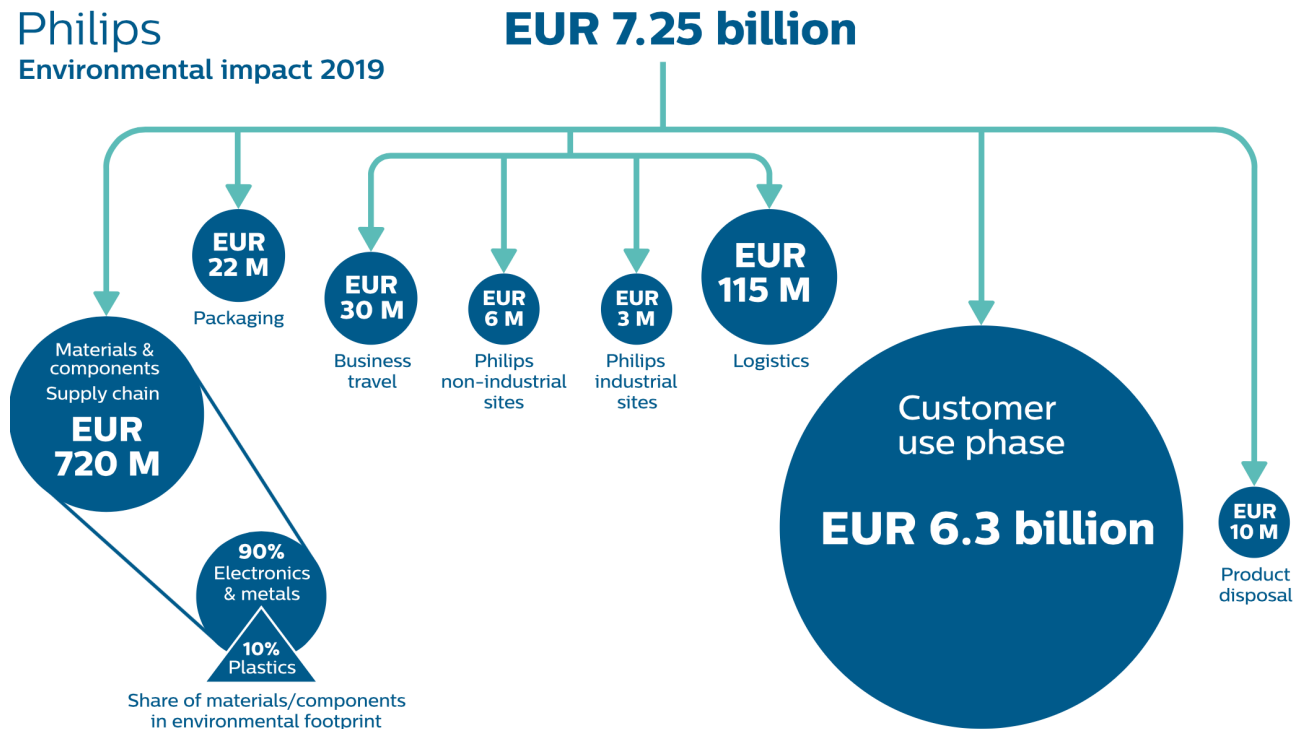 Philips
Environmental impact 2019
EUR 7.25 billion
Materials &
components
Supply chain
EUR
720 M
90%
Electronics
& metals
10%
Plastics
Share of materials/components
in environmental footprint
EUR
22 M
Packaging
EUR
30 M
Business
travel
EUR
6 M
Philips
non-industrial
sites
EUR
3 M
Philips
industrial
sites
EUR
115 M
Logistics
Customer
use phase
EUR 6.3 billion
EUR
10 M
Product
disposal